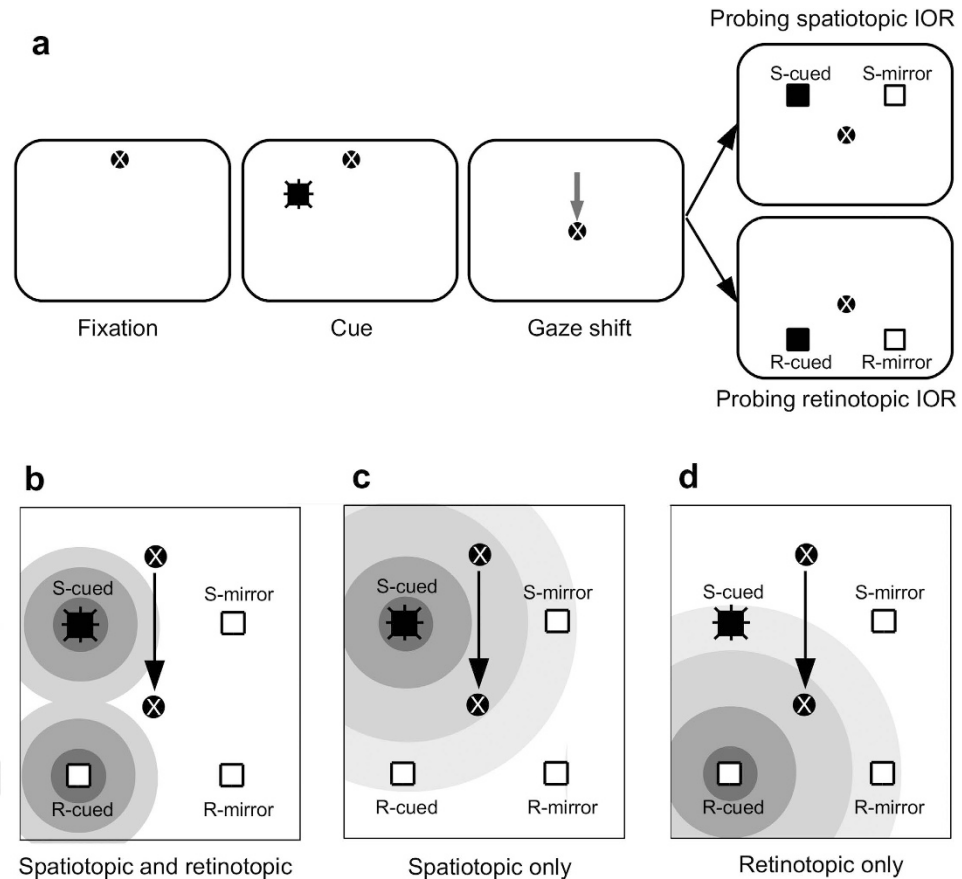 a
Probing spatiotopic IOR
S-cued S-mirror
X
X
X
X
Fixation
Cue
Gaze shift
X
R-cued R-mirror
Probing retinotopic IOR
b
X
S-cued
S-mirror
X
R-cued
R-mirror
Spatiotopic and retinotopic
c
X
S-cued
S-mirror
X
R-cued
R-mirror
Spatiotopic only
d
X
S-cued
S-mirror
X
R-cued
R-mirror
Retinotopic only